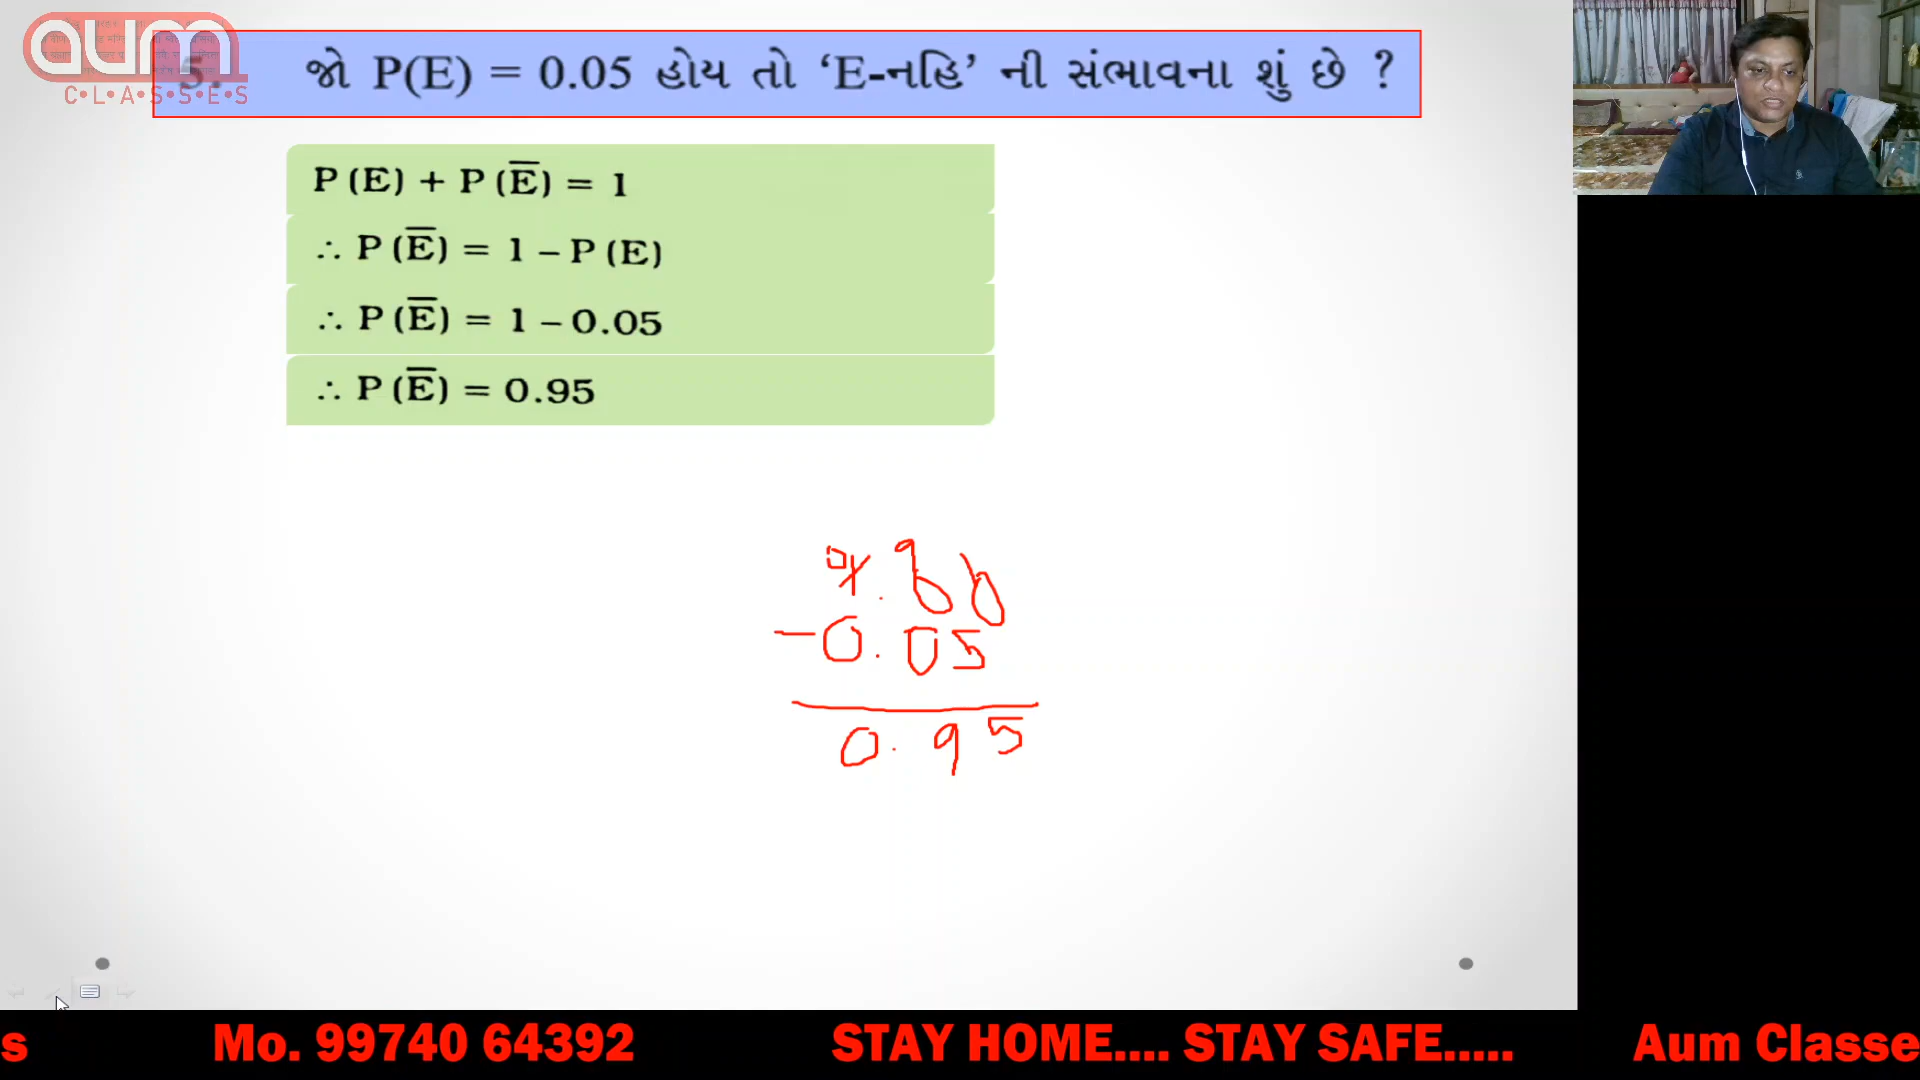 aum
C•L•A•S•S•E•S
5. જો P(E) = 0.05 હોય તો ‘E-નહિ’ ની સંભાવના શું છે ?
P (E) + P (E̅) = 1
∴ P (E̅) = 1 – P (E)
∴ P (E̅) = 1 – 0.05
∴ P (E̅) = 0.95
– 0.05
0.95
s Mo. 99740 64392 STAY HOME.... STAY SAFE..... Aum Classe